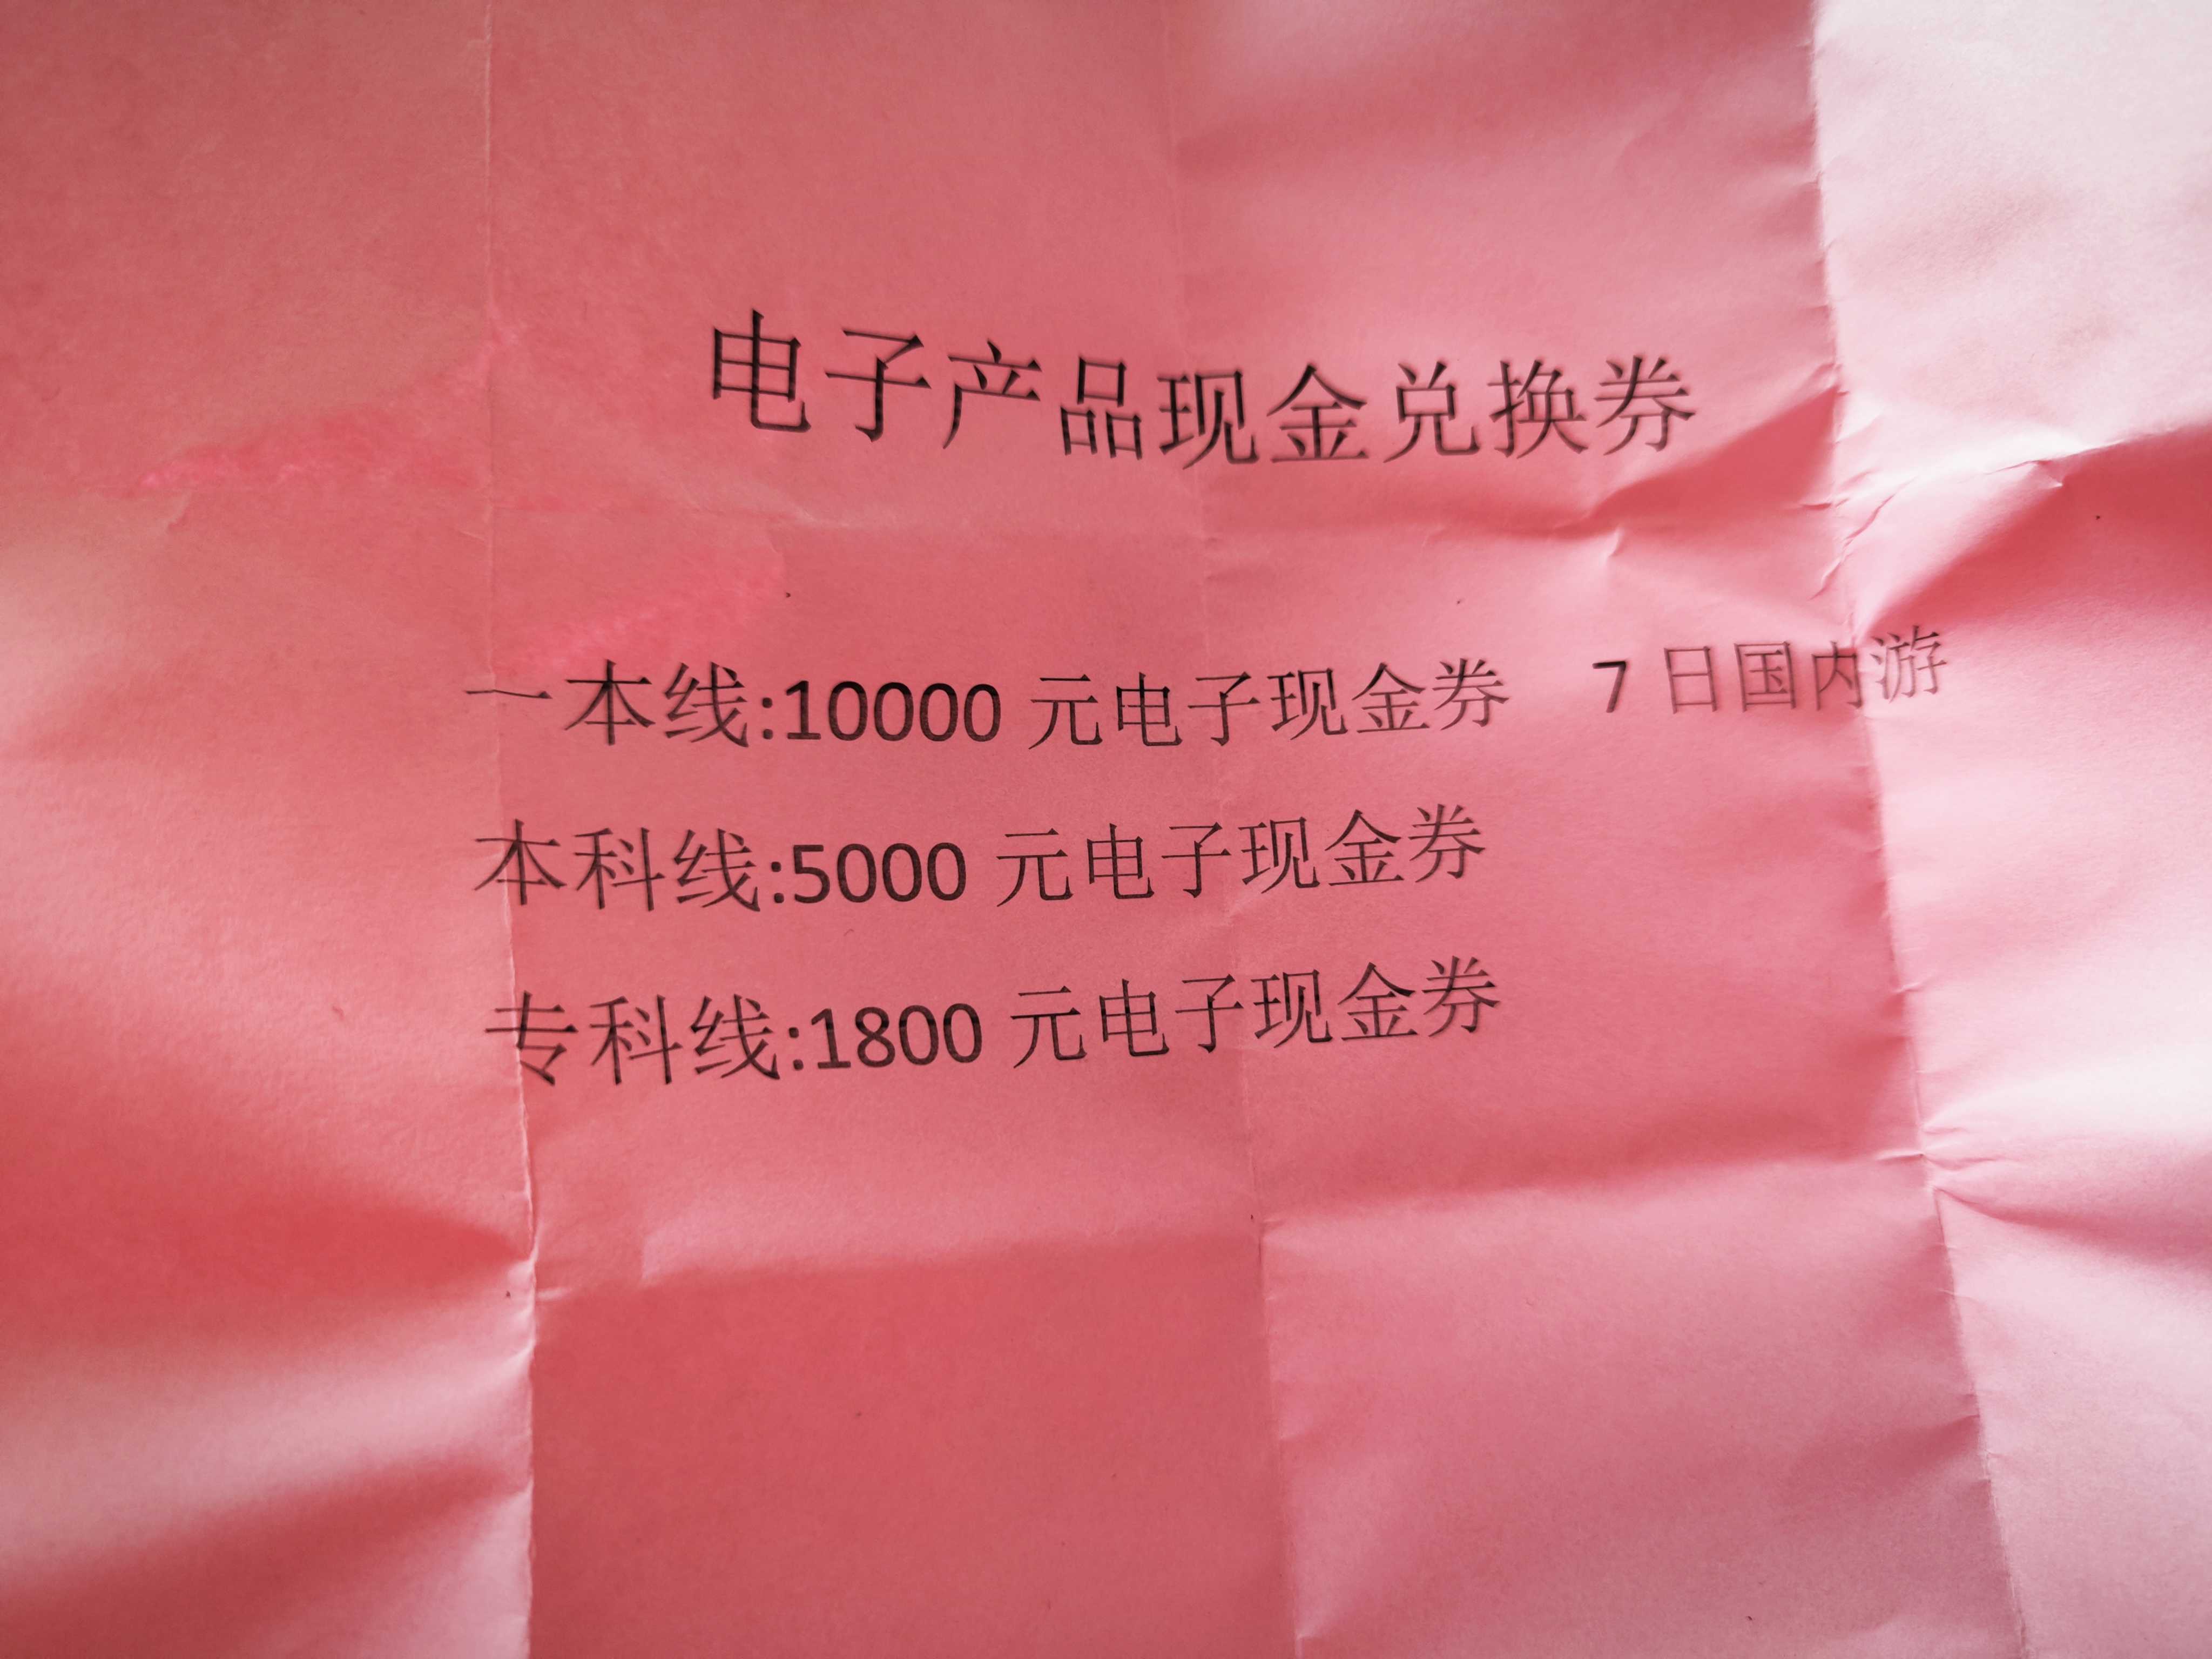 电子产品现金兑换券
一本线:10000 元电子现金券 7 日国内游
本科线:5000 元电子现金券
专科线:1800 元电子现金券